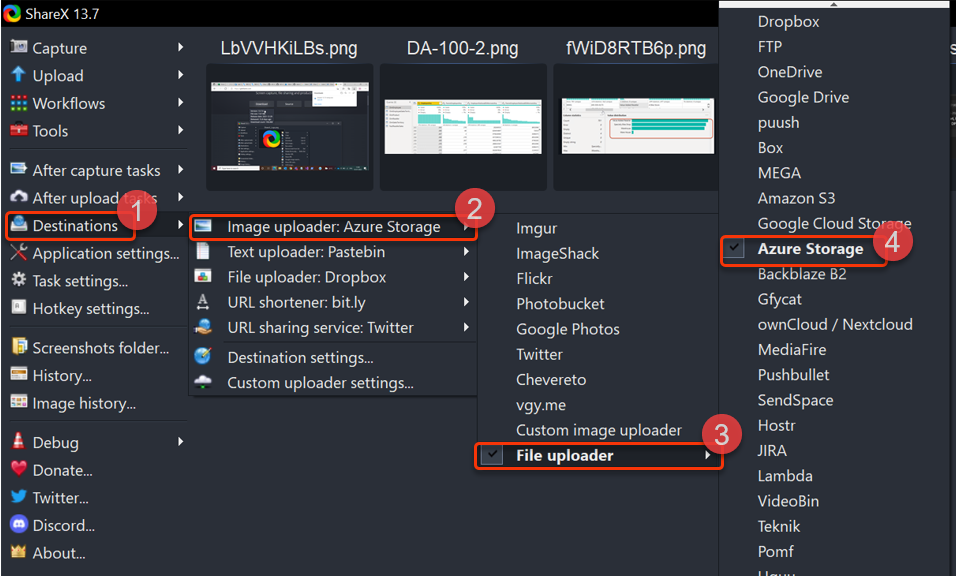 ShareX 13.7
Capture
Upload
Workflows
Tools
After capture tasks
After upload tasks
1
Destinations
Application settings...
Task settings...
Hotkey settings...
Screenshots folder...
History...
Image history...
Debug
Donate...
Twitter...
Discord...
About...
LbVVHKiLBs.png
DA-100-2.png
fWiD8RTB6p.png
2
Image uploader: Azure Storage
Text uploader: Pastebin
File uploader: Dropbox
URL shortener: bit.ly
URL sharing service: Twitter
Destination settings...
Custom uploader settings...
Imgur
ImageShack
Flickr
Photobucket
Google Photos
Twitter
Chevereto
vgy.me
Custom image uploader
3
File uploader
Dropbox
FTP
OneDrive
Google Drive
puush
Box
MEGA
Amazon S3
Google Cloud Storage
4
Azure Storage
Backblaze B2
Gfycat
ownCloud / Nextcloud
MediaFire
Pushbullet
SendSpace
Hostr
JIRA
Lambda
VideoBin
Teknik
Pomf